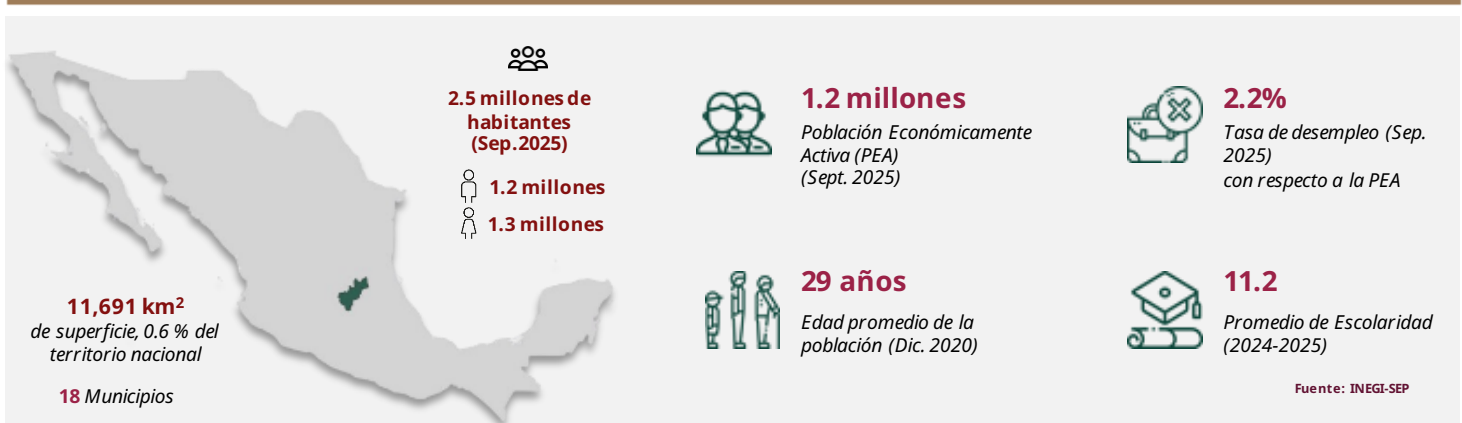 2.5 millones de
habitantes
(Sep.2025)
1.2 millones
1.3 millones
11,691 km²
de superficie, 0.6 % del
territorio nacional
18 Municipios
1.2 millones
Población Económicamente
Activa (PEA)
(Sept. 2025)
2.2%
Tasa de desempleo (Sep.
2025)
con respecto a la PEA
29 años
Edad promedio de la
población (Dic. 2020)
11.2
Promedio de Escolaridad
(2024-2025)
Fuente: INEGI-SEP